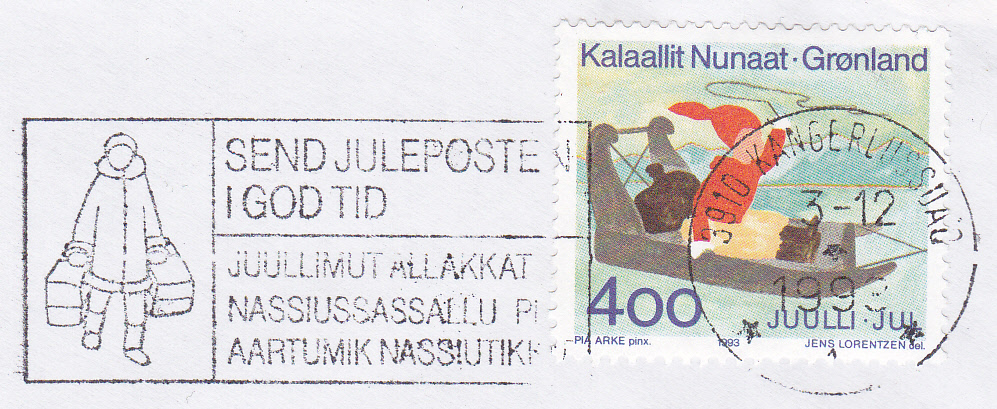 SEND JULEPOSTEN
I GOD TID
JUULLIMUT ALLAKKAT
NASSIUSSASSALLU
AARTUMIK NASSIUTIK
Kalaallit Nunaat · Grønland
400
JUULLI · JUL
PIA ARKE pinx.
1993
JENS LORENTZEN del.
3910 KANGERLUSSUAQ
3-12